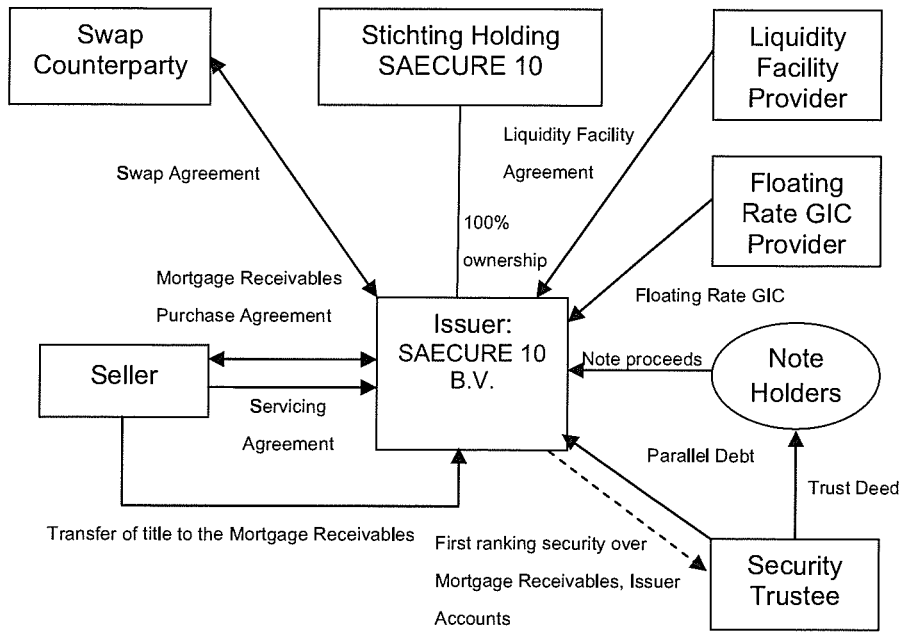 Swap
Counterparty
Stichting Holding
SAECURE 10
Liquidity
Facility
Provider
Swap Agreement
Liquidity Facility
Agreement
Floating
Rate GIC
Provider
100%
ownership
Mortgage Receivables
Purchase Agreement
Floating Rate GIC
Issuer:
SAECURE 10
B.V.
Seller
Note proceeds
Note
Holders
Servicing
Agreement
Parallel Debt
Trust Deed
Transfer of title to the Mortgage Receivables
First ranking security over
Mortgage Receivables, Issuer
Accounts
Security
Trustee